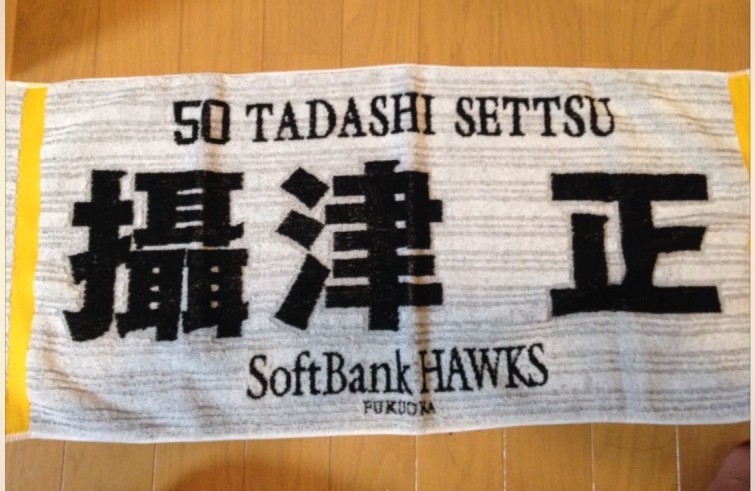 50 TADASHI SETTSU
攝津 正
SoftBank HAWKS
FUKUOKA